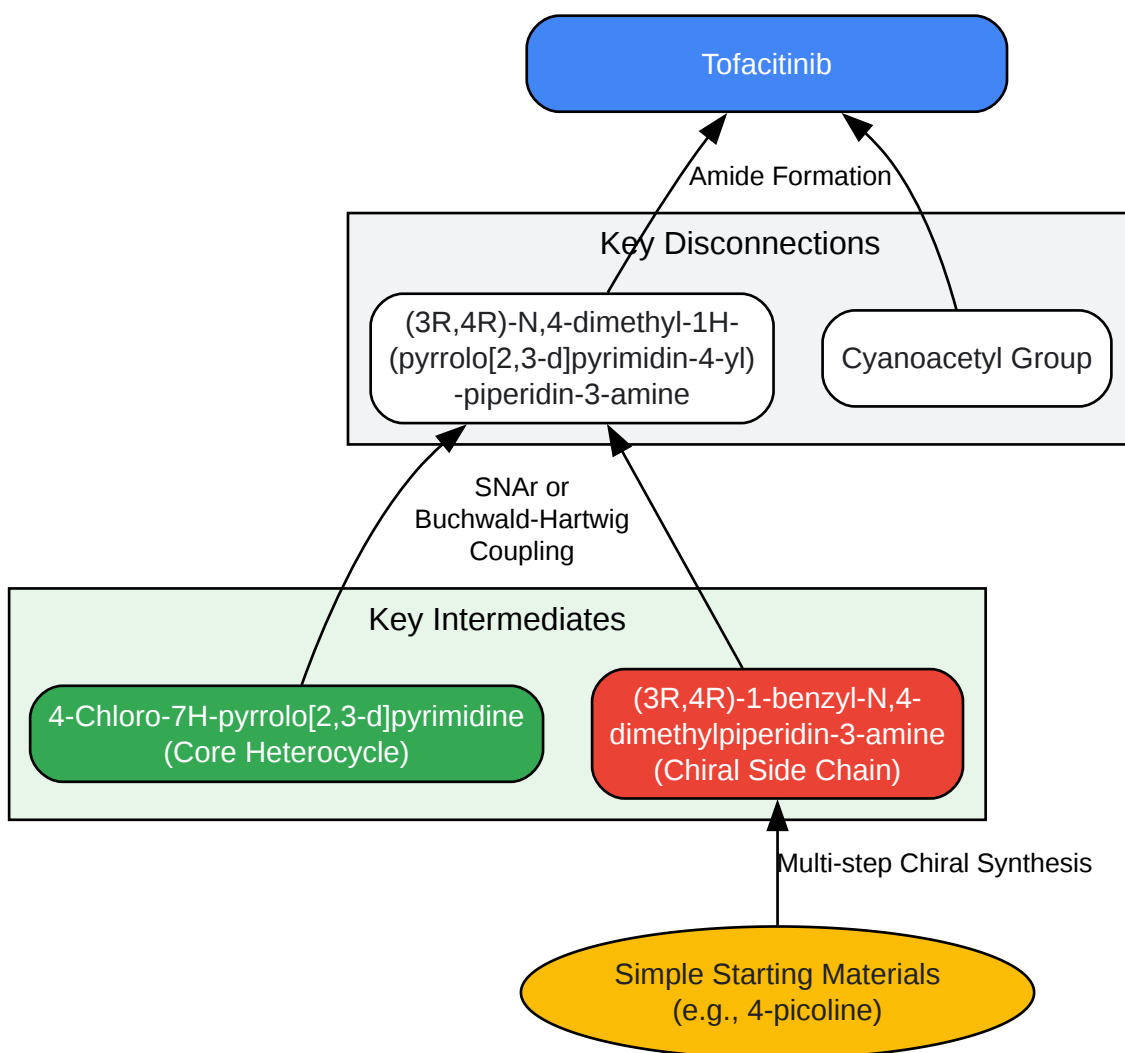 Tofacitinib
Amide Formation
Key Disconnections
(3R,4R)-N,4-dimethyl-1H-
(pyrrolo[2,3-d]pyrimidin-4-yl)
-piperidin-3-amine
Cyanoacetyl Group
SNAr or
Buchwald-Hartwig
Coupling
Key Intermediates
4-Chloro-7H-pyrrolo[2,3-d]pyrimidine
(Core Heterocycle)
(3R,4R)-1-benzyl-N,4-
dimethylpiperidin-3-amine
(Chiral Side Chain)
Multi-step Chiral Synthesis
Simple Starting Materials
(e.g., 4-picoline)